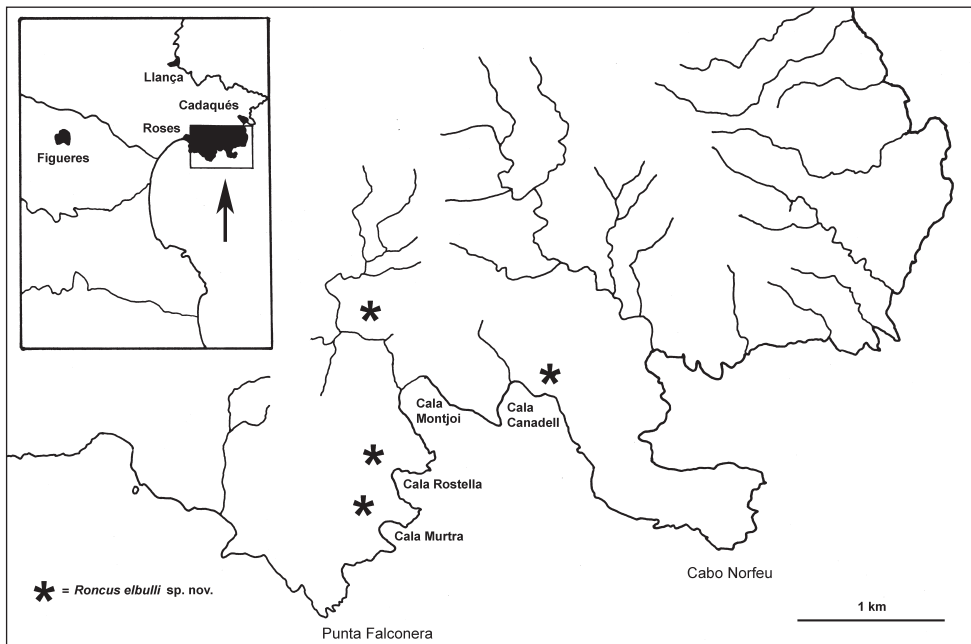 Llança
Cadaqués
Roses
Figueres
Cala
Montjoi
Cala
Canadell
Cala Rostella
Cala Murtra
Cabo Norfeu
* = Roncus elbulli sp. nov.
1 km
Punta Falconera